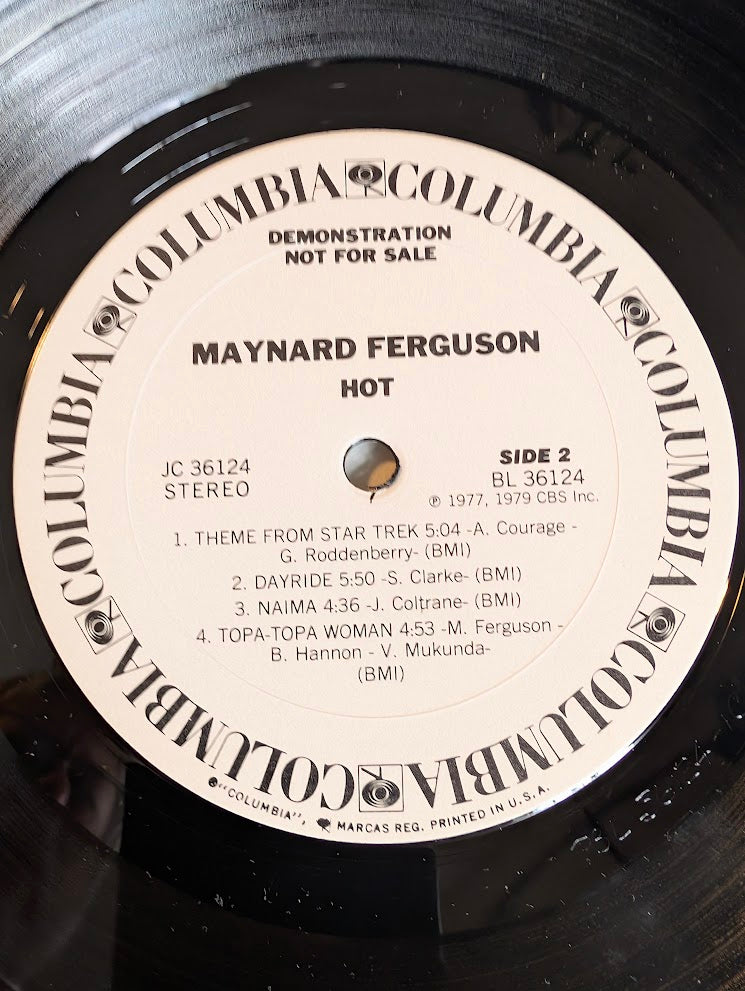 COLUMBIA COLUMBIA COLUMBIA COLUMBIA COLUMBIA COLUMBIA COLUMBIA COLUMBIA
DEMONSTRATION
NOT FOR SALE
MAYNARD FERGUSON
HOT
JC 36124
STEREO
SIDE 2
BL 36124
℗ 1977, 1979 CBS Inc.
1. THEME FROM STAR TREK 5:04 -A. Courage -
G. Roddenberry- (BMI)
2. DAYRIDE 5:50 -S. Clarke- (BMI)
3. NAIMA 4:36 -J. Coltrane- (BMI)
4. TOPA-TOPA WOMAN 4:53 -M. Ferguson -
B. Hannon - V. Mukunda-
(BMI)
"COLUMBIA", MARCAS REG. PRINTED IN U.S.A.